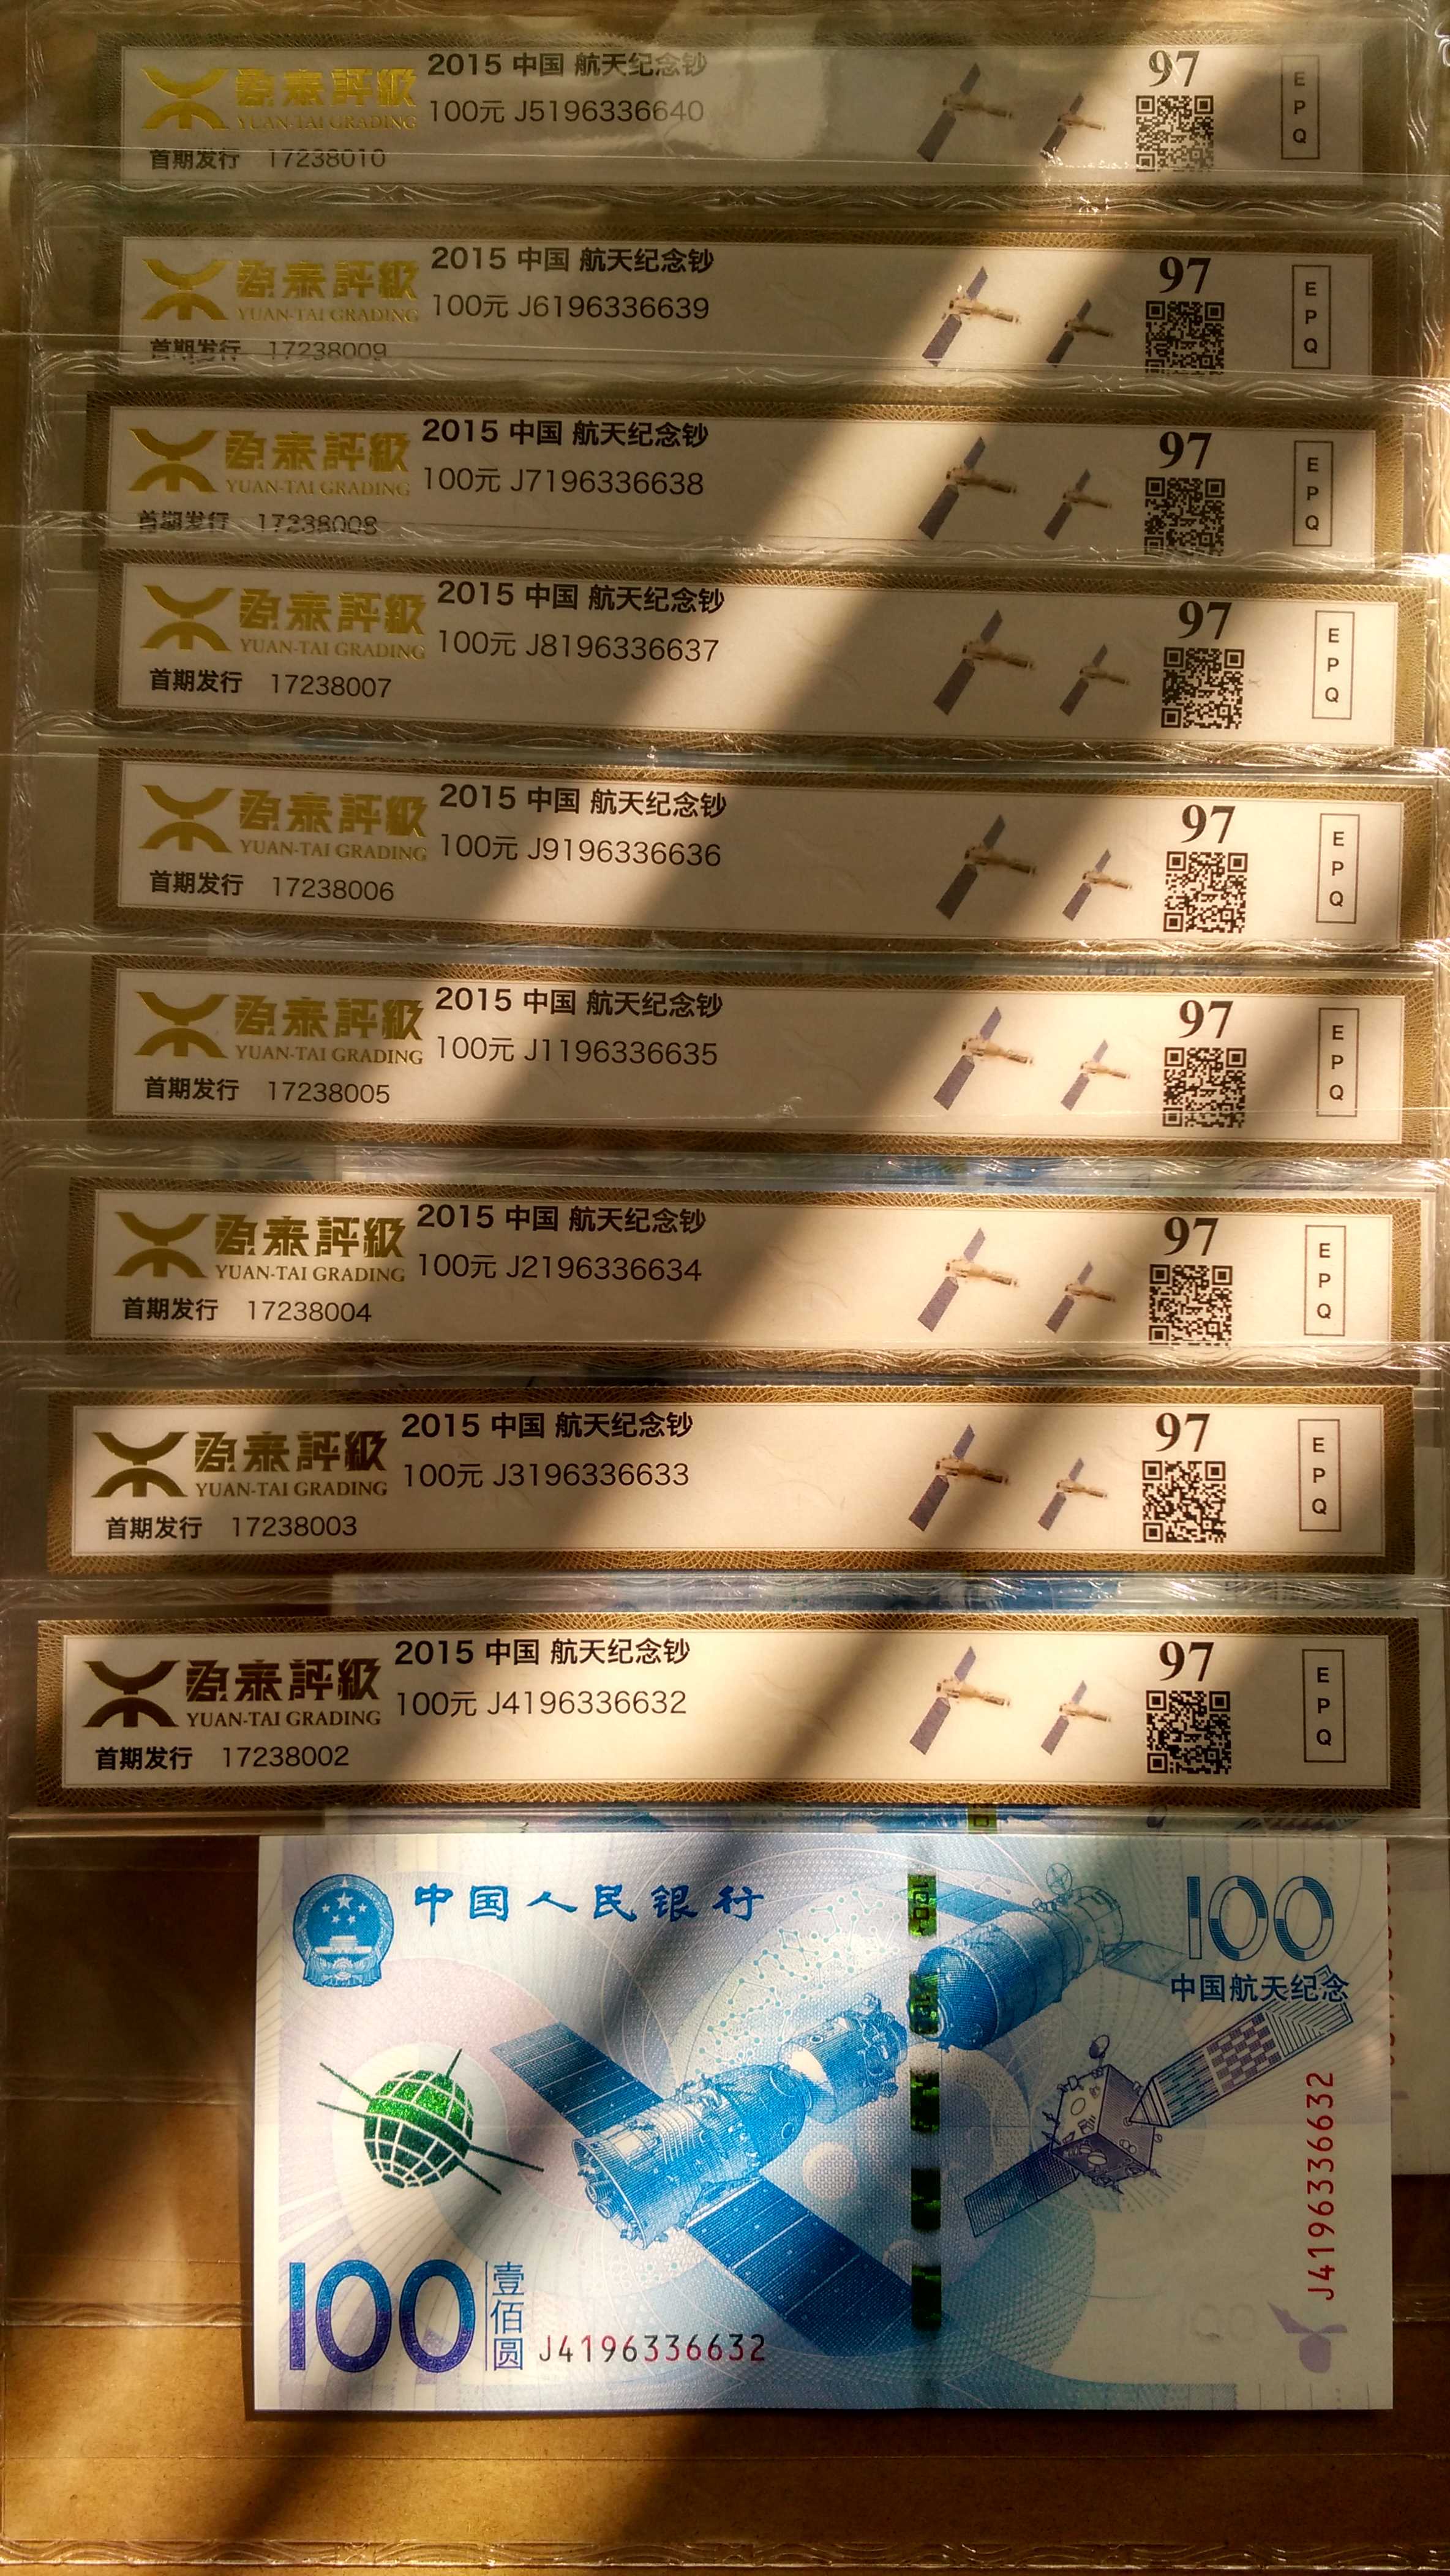 源泰評級
YUAN-TAI GRADING
首期发行 17238010
2015 中国 航天纪念钞
100元 J5196336640
97
EPQ
源泰評級
YUAN-TAI GRADING
首期发行 17238009
2015 中国 航天纪念钞
100元 J6196336639
97
EPQ
源泰評級
YUAN-TAI GRADING
首期发行 17238008
2015 中国 航天纪念钞
100元 J7196336638
97
EPQ
源泰評級
YUAN-TAI GRADING
首期发行 17238007
2015 中国 航天纪念钞
100元 J8196336637
97
EPQ
源泰評級
YUAN-TAI GRADING
首期发行 17238006
2015 中国 航天纪念钞
100元 J9196336636
97
EPQ
源泰評級
YUAN-TAI GRADING
首期发行 17238005
2015 中国 航天纪念钞
100元 J1196336635
97
EPQ
源泰評級
YUAN-TAI GRADING
首期发行 17238004
2015 中国 航天纪念钞
100元 J2196336634
97
EPQ
源泰評級
YUAN-TAI GRADING
首期发行 17238003
2015 中国 航天纪念钞
100元 J3196336633
97
EPQ
源泰評級
YUAN-TAI GRADING
首期发行 17238002
2015 中国 航天纪念钞
100元 J4196336632
97
EPQ
中国人民银行
100
中国航天纪念
J4196336632
100
壹佰圆
J4196336632